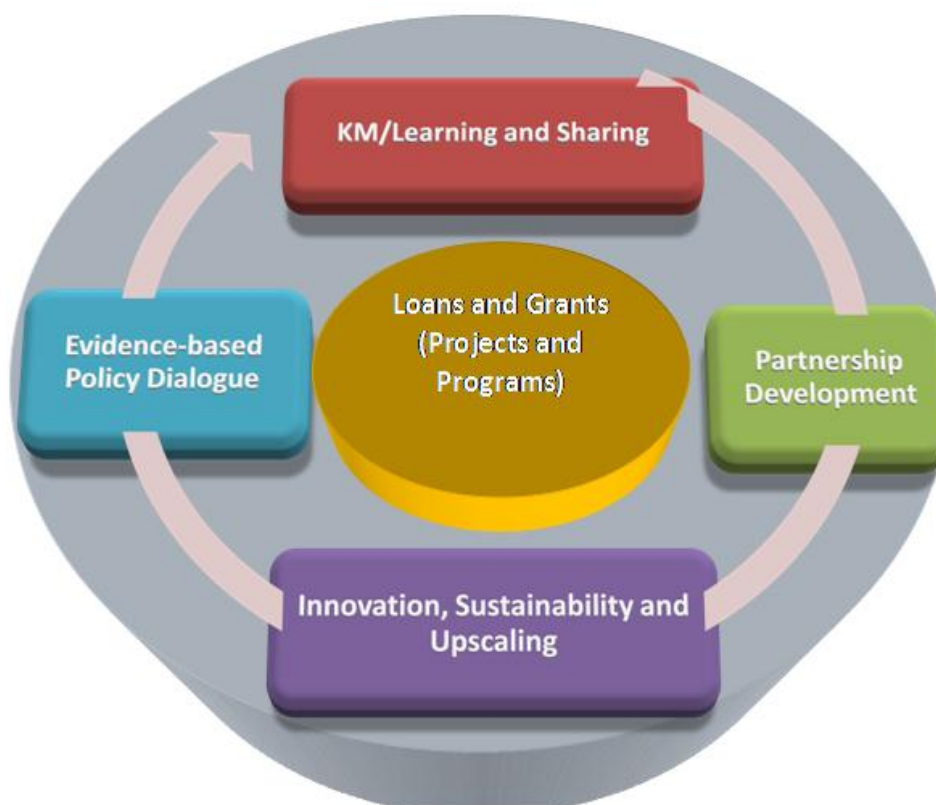 KM/Learning and Sharing
Loans and Grants
(Projects and
Programs)
Evidence-based
Policy Dialogue
Partnership
Development
Innovation, Sustainability and
Upscaling